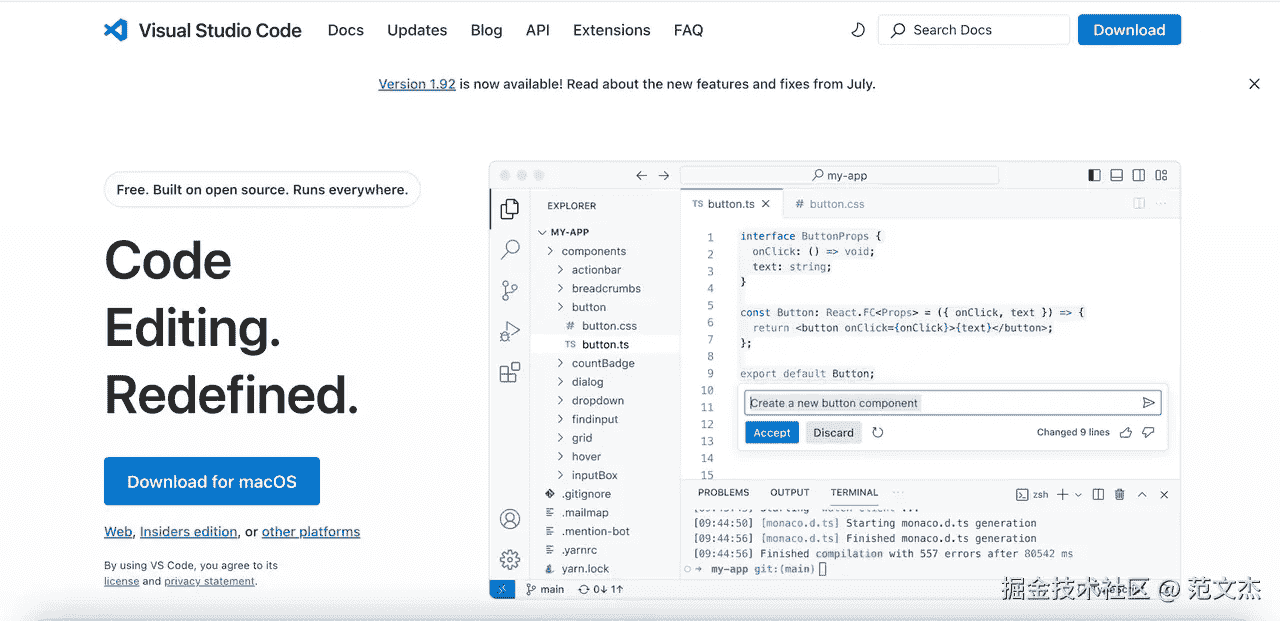 Visual Studio Code Docs Updates Blog API Extensions FAQ Search Docs Download
Version 1.92 is now available! Read about the new features and fixes from July.
Free. Built on open source. Runs everywhere.
Code
Editing.
Redefined.
Download for macOS
Web, Insiders edition, or other platforms
By using VS Code, you agree to its
license and privacy statement.
my-app
EXPLORER
MY-APP
components
actionbar
breadcrumbs
button
# button.css
TS button.ts
countBadge
dialog
dropdown
findinput
grid
hover
inputBox
.gitignore
.mailmap
.mention-bot
.yarnrc
yarn.lock
TS button.ts # button.css
1 interface ButtonProps {
2 onClick: () => void;
3 text: string;
4 }
5
6 const Button: React.FC<Props> = ({ onClick, text }) => {
7 return <button onClick={onClick}>{text}</button>;
8 };
9 export default Button;
10
11
12
13
14
15
Create a new button component
Accept Discard Changed 9 lines
PROBLEMS OUTPUT TERMINAL ··· zsh
[09:44:50] [monaco.d.ts] Starting monaco.d.ts generation
[09:44:56] [monaco.d.ts] Finished monaco.d.ts generation
[09:44:56] Finished compilation with 557 errors after 80542 ms
my-app git:(main)
main 0↓ 1↑
掘金技术社区 @ 范文杰